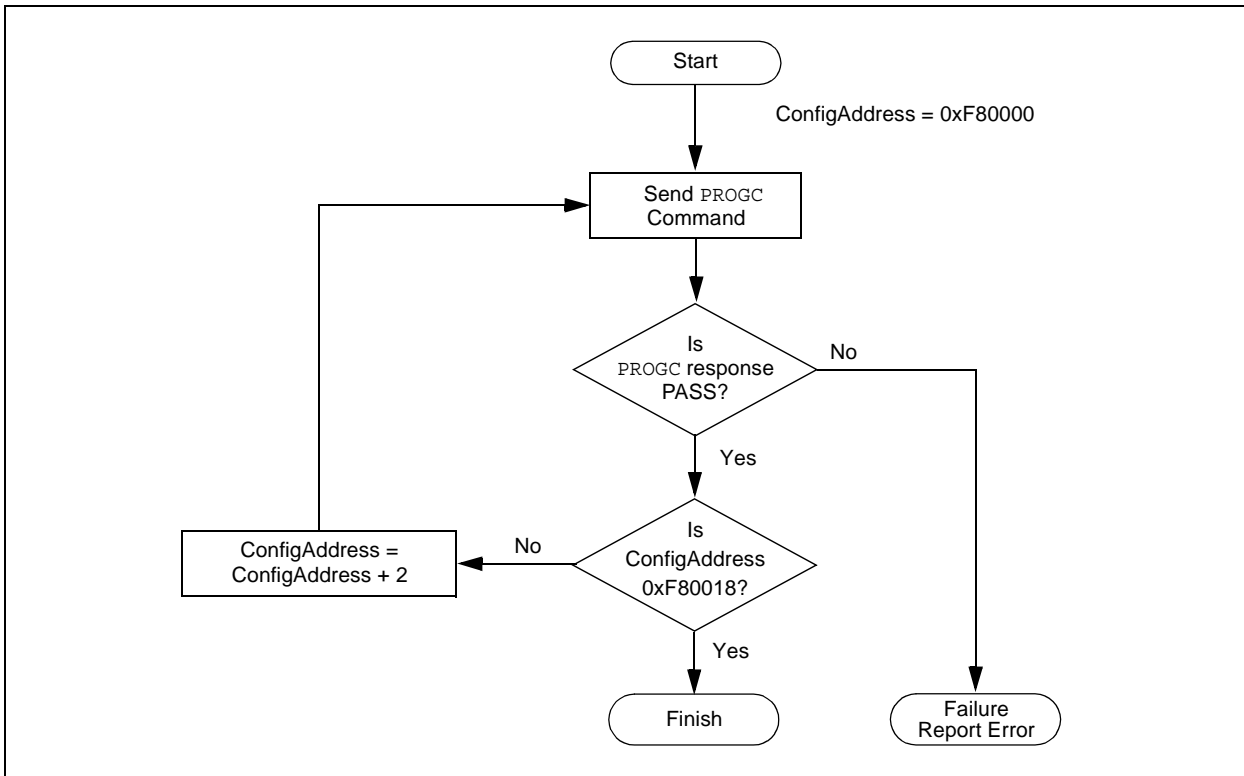 Start
ConfigAddress = 0xF80000
Send PROGC
Command
Is
PROGC response
PASS?
No
Yes
Is
ConfigAddress
0xF80018?
No
ConfigAddress =
ConfigAddress + 2
Yes
Finish
Failure
Report Error